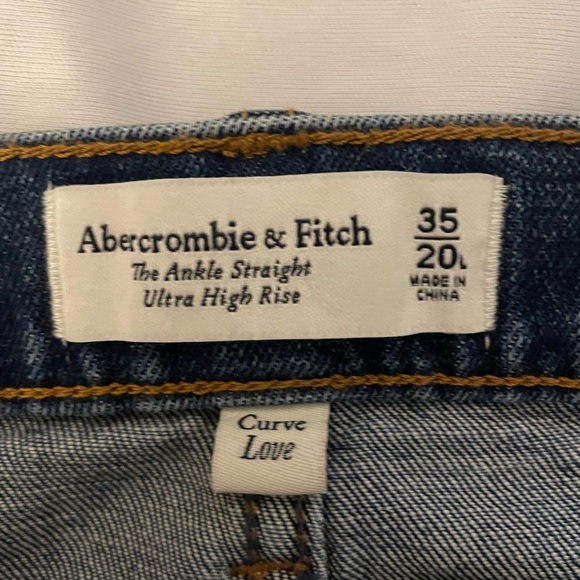 Abercrombie & Fitch
The Ankle Straight
Ultra High Rise
35
20L
MADE IN
CHINA
Curve
Love